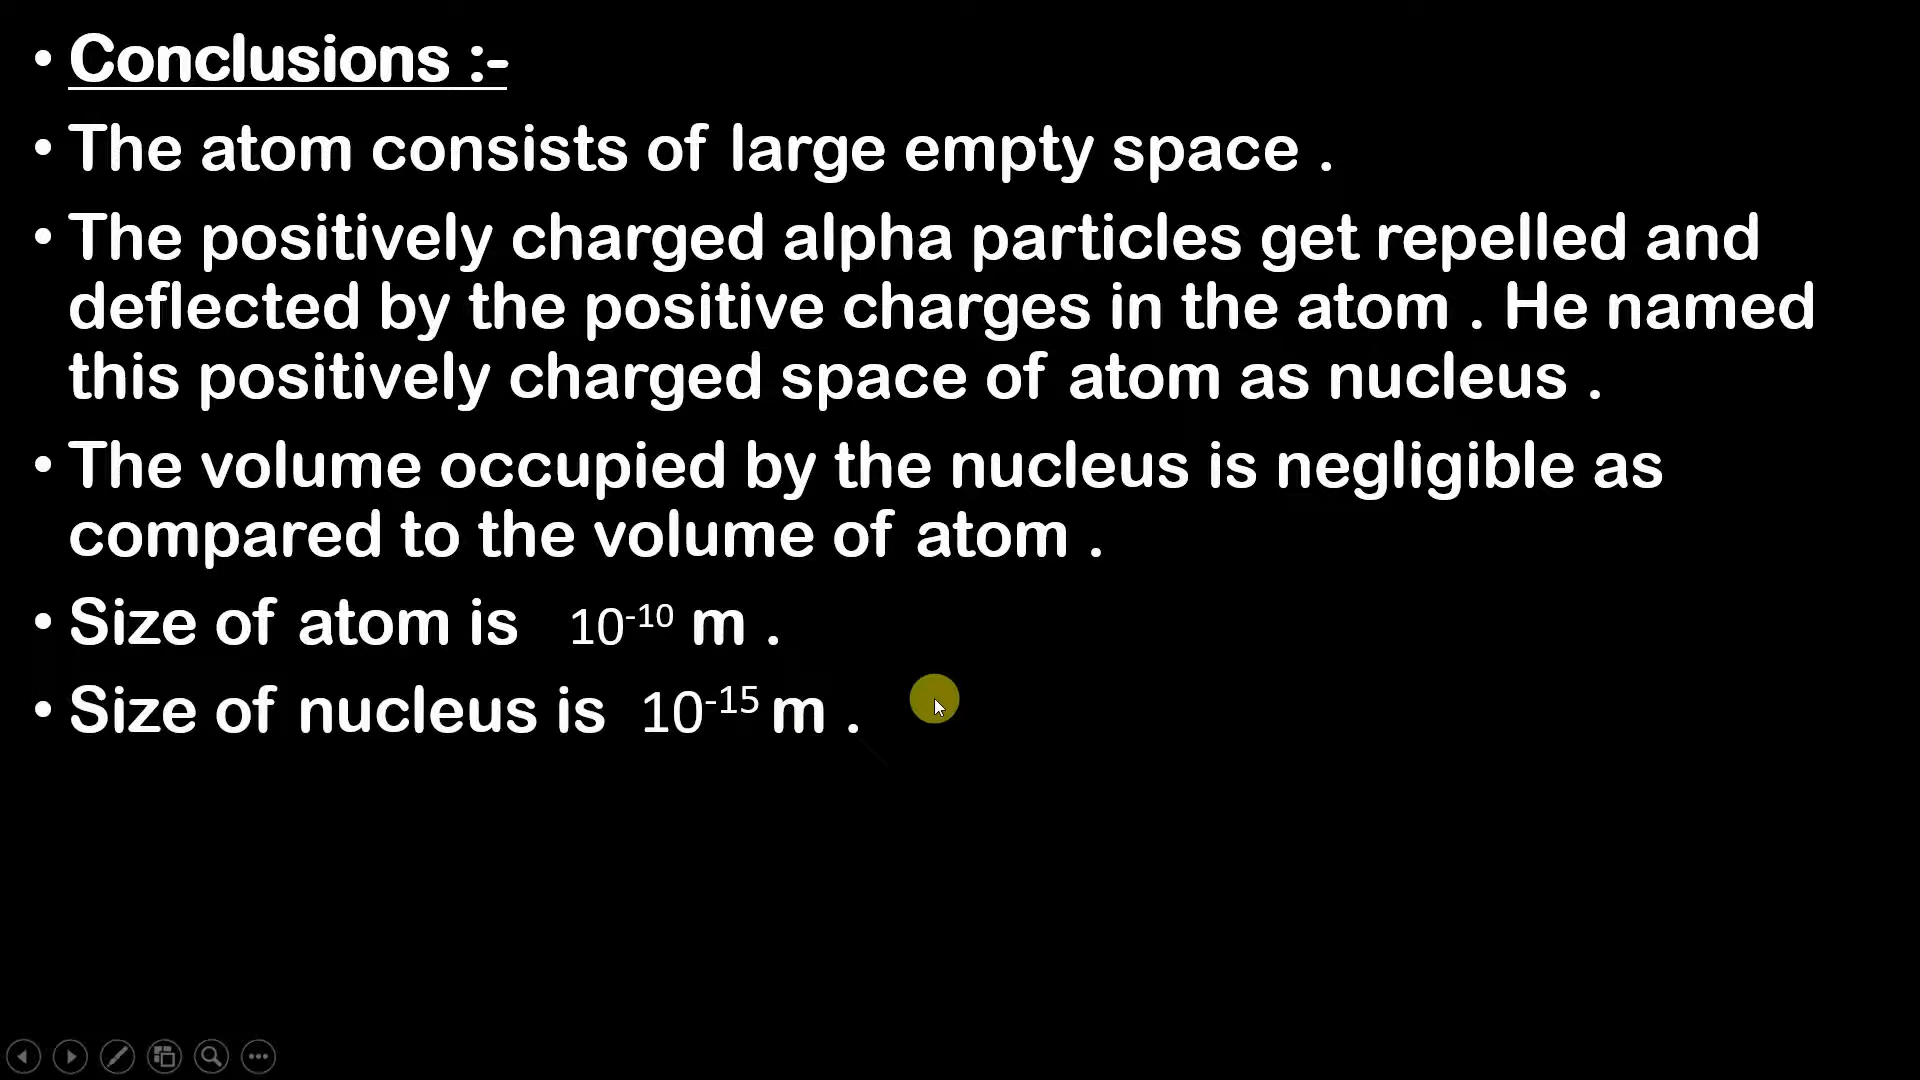 • Conclusions :-
• The atom consists of large empty space .
• The positively charged alpha particles get repelled and
deflected by the positive charges in the atom . He named
this positively charged space of atom as nucleus .
• The volume occupied by the nucleus is negligible as
compared to the volume of atom .
• Size of atom is 10⁻¹⁰ m .
• Size of nucleus is 10⁻¹⁵ m .